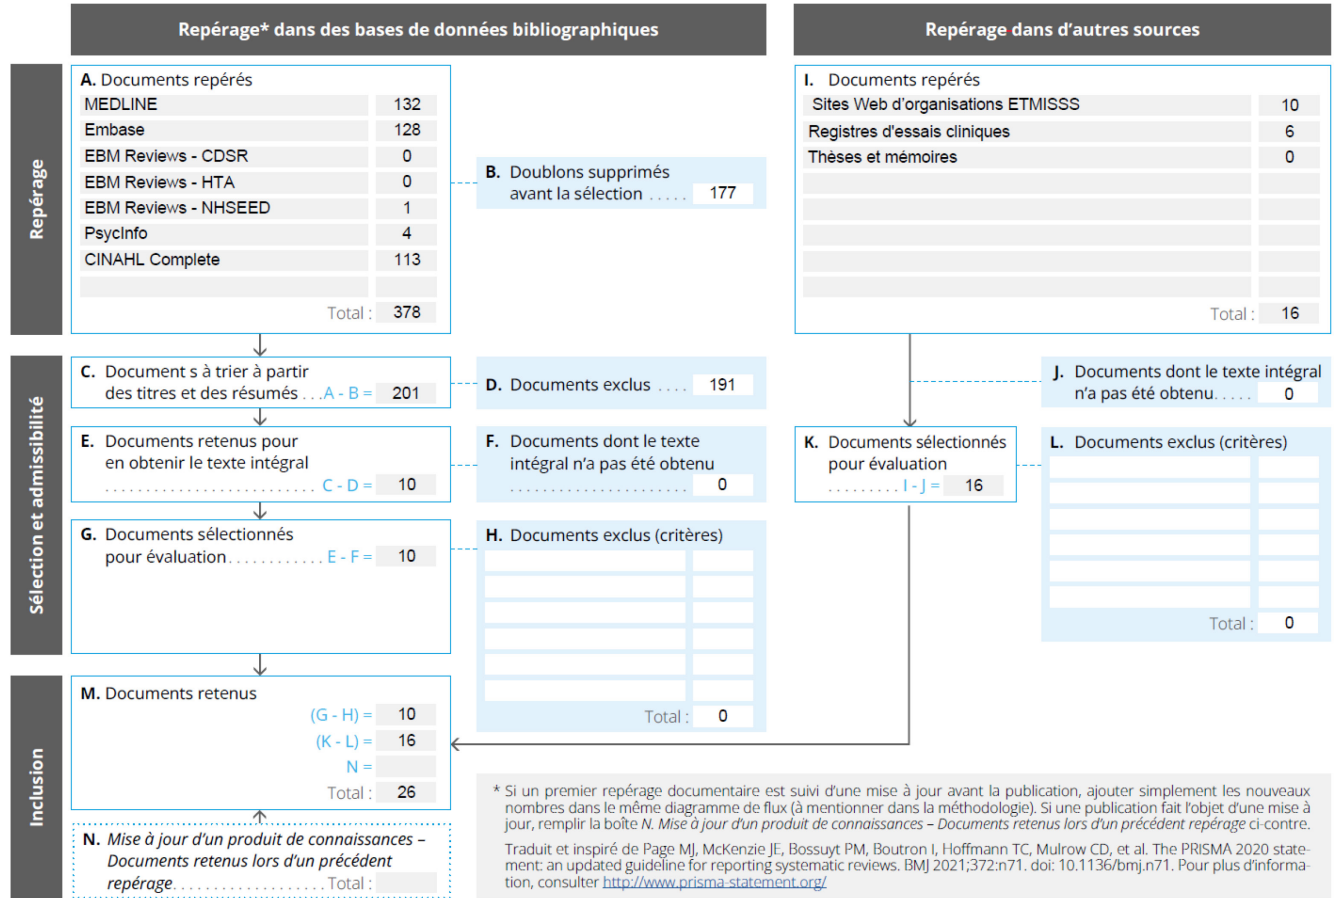 Repérage* dans des bases de données bibliographiques
Repérage dans d'autres sources
Repérage
A. Documents repérés
MEDLINE 132
Embase 128
EBM Reviews - CDSR 0
EBM Reviews - HTA 0
EBM Reviews - NHSEED 1
PsycInfo 4
CINAHL Complete 113
Total : 378
B. Doublons supprimés
avant la sélection ..... 177
I. Documents repérés
Sites Web d'organisations ETMISSS 10
Registres d'essais cliniques 6
Thèses et mémoires 0
Total : 16
Sélection et admissibilité
C. Document s à trier à partir
des titres et des résumés ...A - B = 201
D. Documents exclus .... 191
E. Documents retenus pour
en obtenir le texte intégral
.......................... C - D = 10
F. Documents dont le texte
intégral n'a pas été obtenu
...................... 0
G. Documents sélectionnés
pour évaluation ............ E - F = 10
H. Documents exclus (critères)
Total : 0
J. Documents dont le texte intégral
n'a pas été obtenu ..... 0
K. Documents sélectionnés
pour évaluation
......... I - J = 16
L. Documents exclus (critères)
Total : 0
Inclusion
M. Documents retenus
(G - H) = 10
(K - L) = 16
N =
Total : 26
N. Mise à jour d'un produit de connaissances –
Documents retenus lors d'un précédent
repérage................... Total :
* Si un premier repérage documentaire est suivi d'une mise à jour avant la publication, ajouter simplement les nouveaux
nombres dans le même diagramme de flux (à mentionner dans la méthodologie). Si une publication fait l'objet d'une mise à
jour, remplir la boîte N. Mise à jour d'un produit de connaissances – Documents retenus lors d'un précédent repérage ci-contre.
Traduit et inspiré de Page MJ, McKenzie JE, Bossuyt PM, Boutron I, Hoffmann TC, Mulrow CD, et al. The PRISMA 2020 state-
ment: an updated guideline for reporting systematic reviews. BMJ 2021;372:n71. doi: 10.1136/bmj.n71. Pour plus d'informa-
tion, consulter http://www.prisma-statement.org/